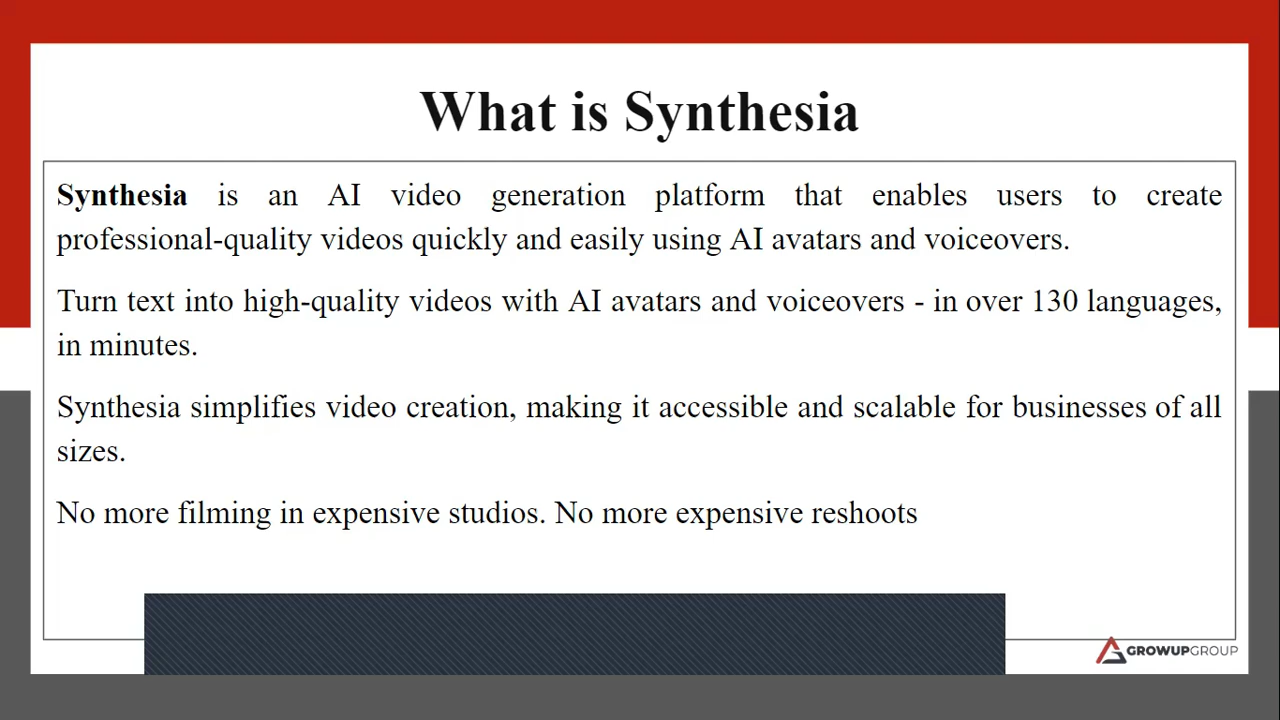 What is Synthesia
Synthesia is an AI video generation platform that enables users to create
professional-quality videos quickly and easily using AI avatars and voiceovers.
Turn text into high-quality videos with AI avatars and voiceovers - in over 130 languages,
in minutes.
Synthesia simplifies video creation, making it accessible and scalable for businesses of all
sizes.
No more filming in expensive studios. No more expensive reshoots
GROWUPGROUP